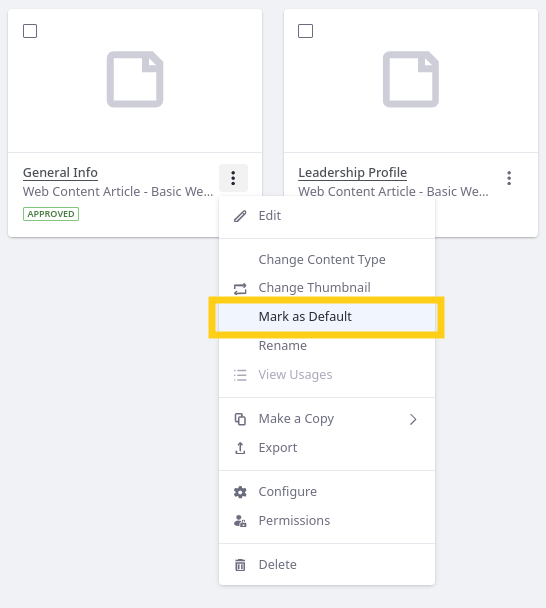 General Info
Web Content Article - Basic We...
APPROVED
Leadership Profile
Web Content Article - Basic We...
Edit
Change Content Type
Change Thumbnail
Mark as Default
Rename
View Usages
Make a Copy
Export
Configure
Permissions
Delete